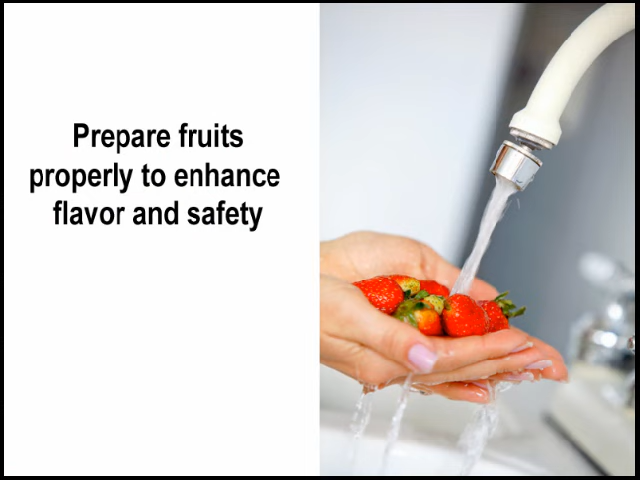 Prepare fruits
properly to enhance
flavor and safety